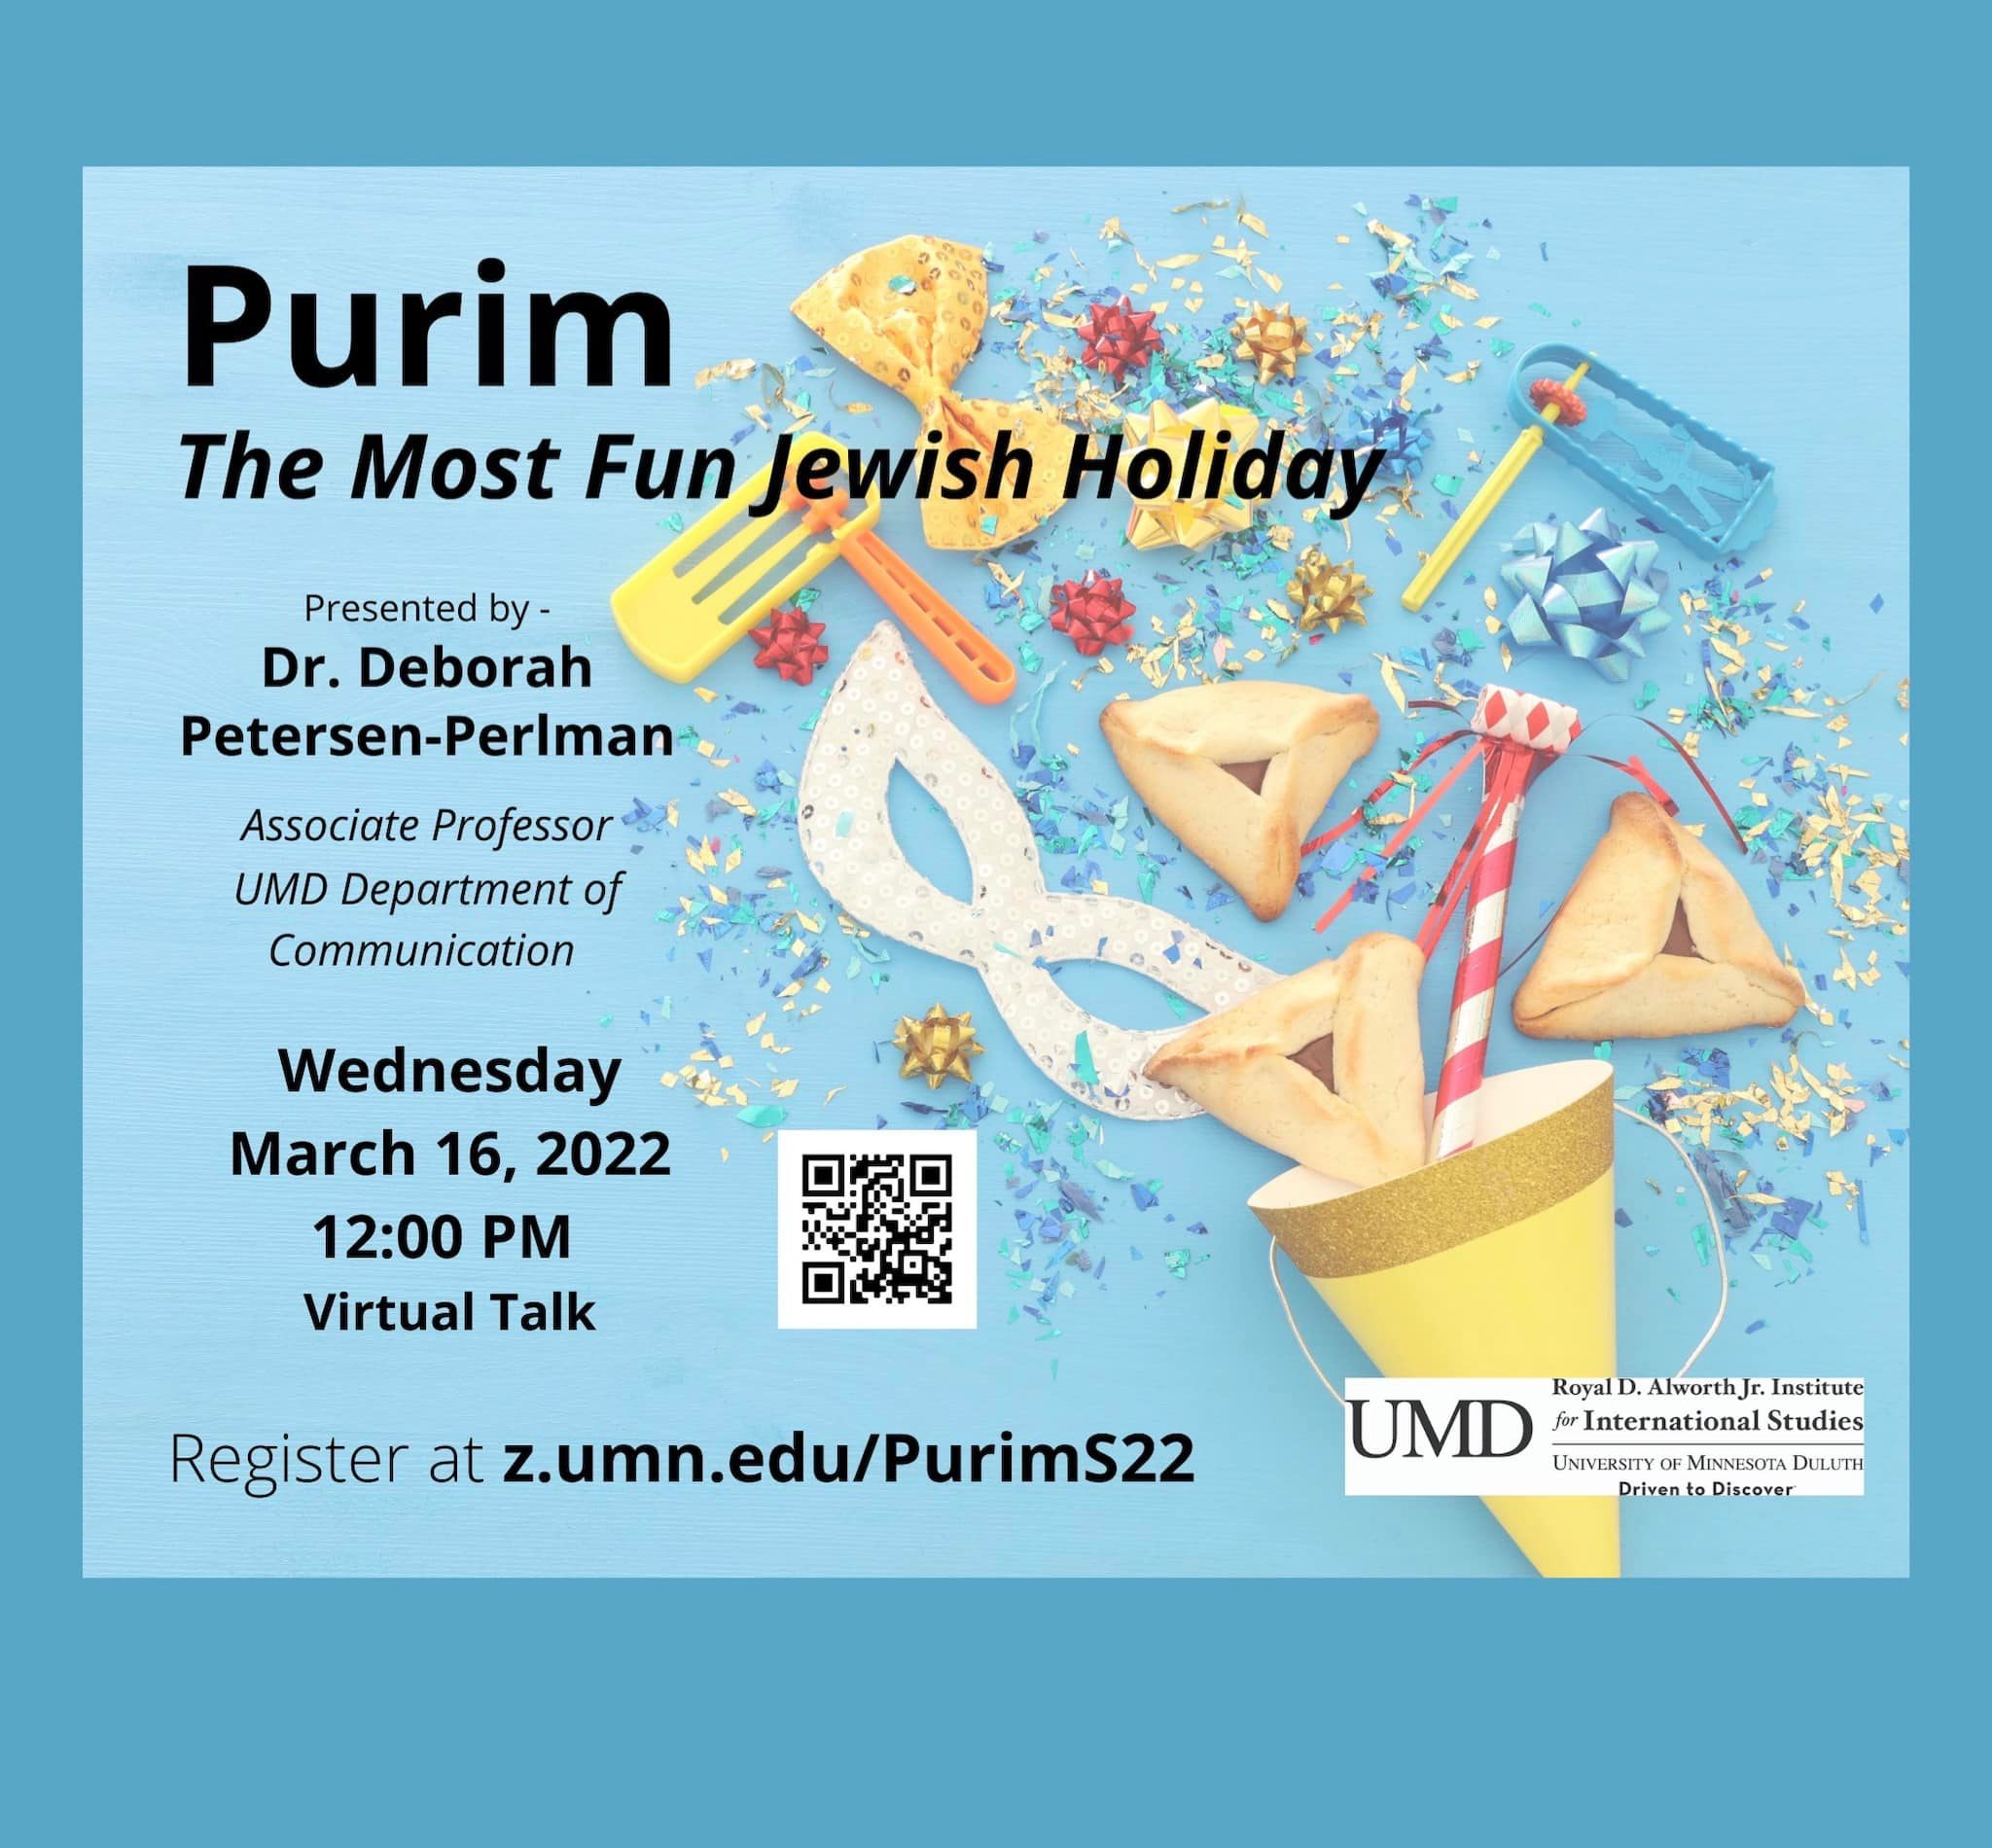 Purim
The Most Fun Jewish Holiday
Presented by -
Dr. Deborah
Petersen-Perlman
Associate Professor
UMD Department of
Communication
Wednesday
March 16, 2022
12:00 PM
Virtual Talk
Register at z.umn.edu/PurimS22
UMD
Royal D. Alworth Jr. Institute
for International Studies
University of Minnesota Duluth
Driven to Discover